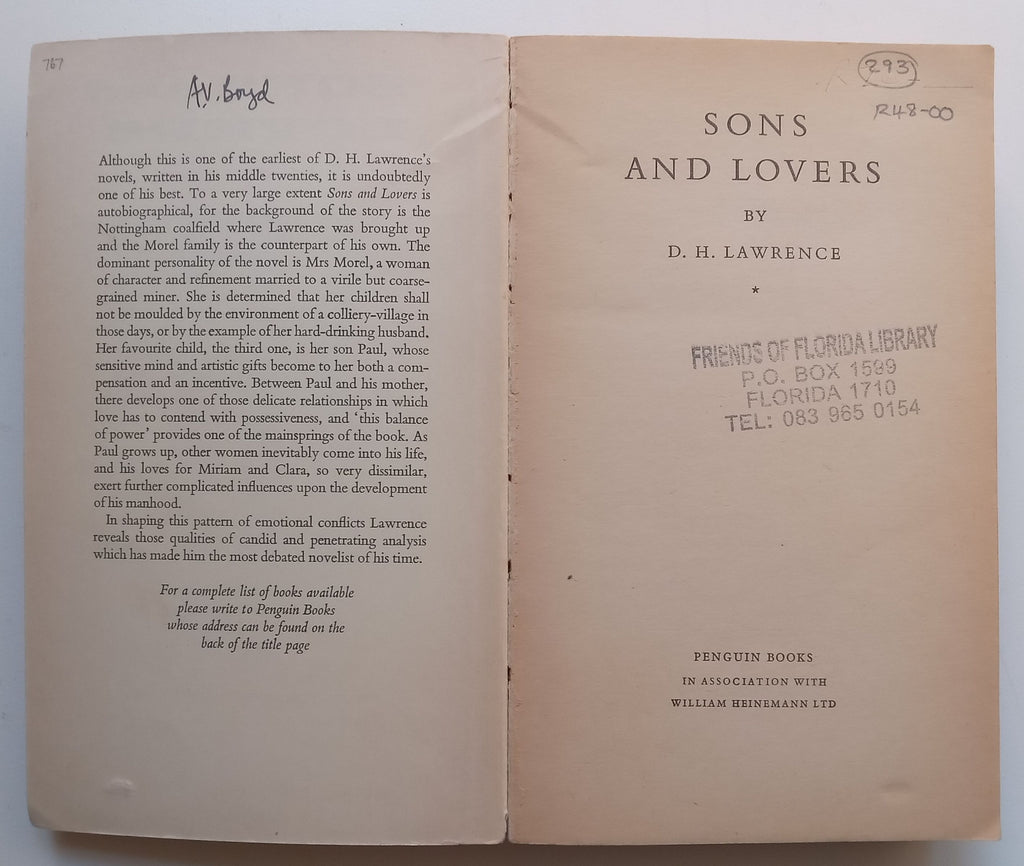 767
A.V. Boyd
Although this is one of the earliest of D. H. Lawrence's
novels, written in his middle twenties, it is undoubtedly
one of his best. To a very large extent Sons and Lovers is
autobiographical, for the background of the story is the
Nottingham coalfield where Lawrence was brought up
and the Morel family is the counterpart of his own. The
dominant personality of the novel is Mrs Morel, a woman
of character and refinement married to a virile but coarse-
grained miner. She is determined that her children shall
not be moulded by the environment of a colliery-village in
those days, or by the example of her hard-drinking husband.
Her favourite child, the third one, is her son Paul, whose
sensitive mind and artistic gifts become to her both a com-
pensation and an incentive. Between Paul and his mother,
there develops one of those delicate relationships in which
love has to contend with possessiveness, and 'this balance
of power' provides one of the mainsprings of the book. As
Paul grows up, other women inevitably come into his life,
and his loves for Miriam and Clara, so very dissimilar,
exert further complicated influences upon the development
of his manhood.
In shaping this pattern of emotional conflicts Lawrence
reveals those qualities of candid and penetrating analysis
which has made him the most debated novelist of his time.
For a complete list of books available
please write to Penguin Books
whose address can be found on the
back of the title page
293
R48-00
SONS
AND LOVERS
BY
D. H. LAWRENCE
*
FRIENDS OF FLORIDA LIBRARY
P.O. BOX 1599
FLORIDA 1710
TEL: 083 965 0154
PENGUIN BOOKS
IN ASSOCIATION WITH
WILLIAM HEINEMANN LTD